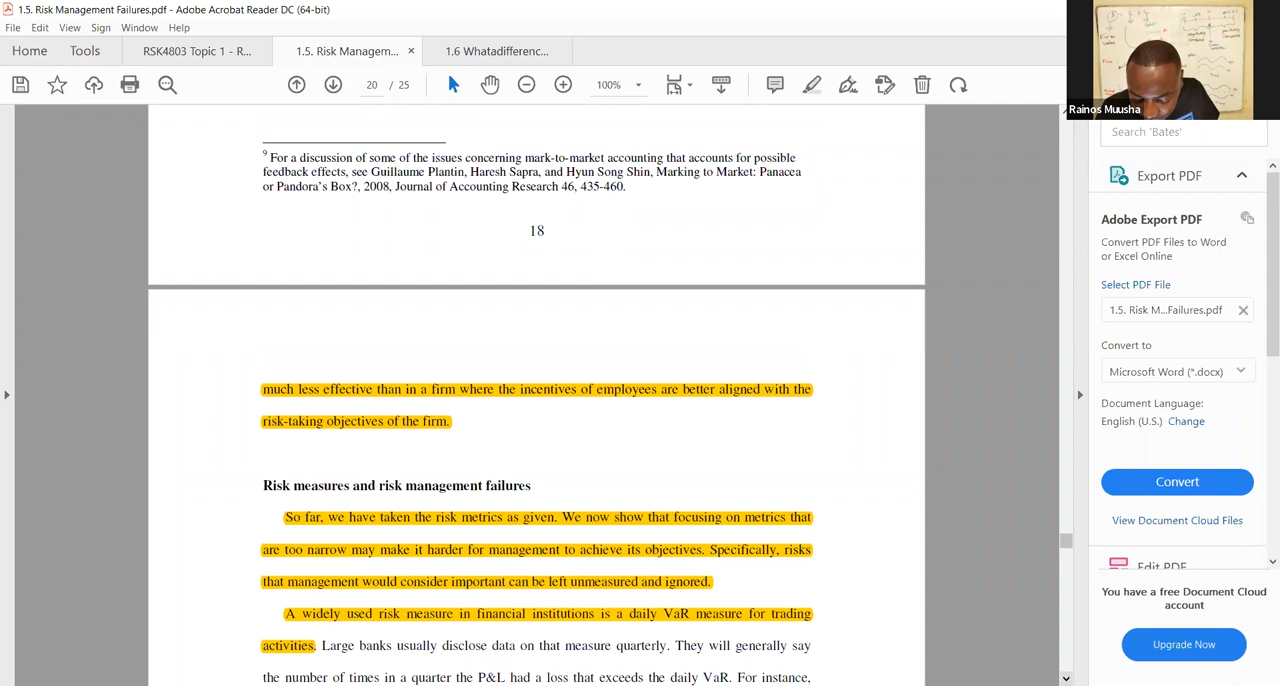 1.5. Risk Management Failures.pdf - Adobe Acrobat Reader DC (64-bit)
File Edit View Sign Window Help
Home Tools RSK4803 Topic 1 - R... 1.5. Risk Managem... × 1.6 Whatadifferenc...
20 / 25 100%
Rainos Muusha
Search 'Bates'
9 For a discussion of some of the issues concerning mark-to-market accounting that accounts for possible
feedback effects, see Guillaume Plantin, Haresh Sapra, and Hyun Song Shin, Marking to Market: Panacea
or Pandora's Box?, 2008, Journal of Accounting Research 46, 435-460.
18
much less effective than in a firm where the incentives of employees are better aligned with the
risk-taking objectives of the firm.
Risk measures and risk management failures
So far, we have taken the risk metrics as given. We now show that focusing on metrics that
are too narrow may make it harder for management to achieve its objectives. Specifically, risks
that management would consider important can be left unmeasured and ignored.
A widely used risk measure in financial institutions is a daily VaR measure for trading
activities. Large banks usually disclose data on that measure quarterly. They will generally say
the number of times in a quarter the P&L had a loss that exceeds the daily VaR. For instance,
Export PDF
Adobe Export PDF
Convert PDF Files to Word
or Excel Online
Select PDF File
1.5. Risk M...Failures.pdf
Convert to
Microsoft Word (*.docx)
Document Language:
English (U.S.) Change
Convert
View Document Cloud Files
Edit PDF
You have a free Document Cloud
account
Upgrade Now